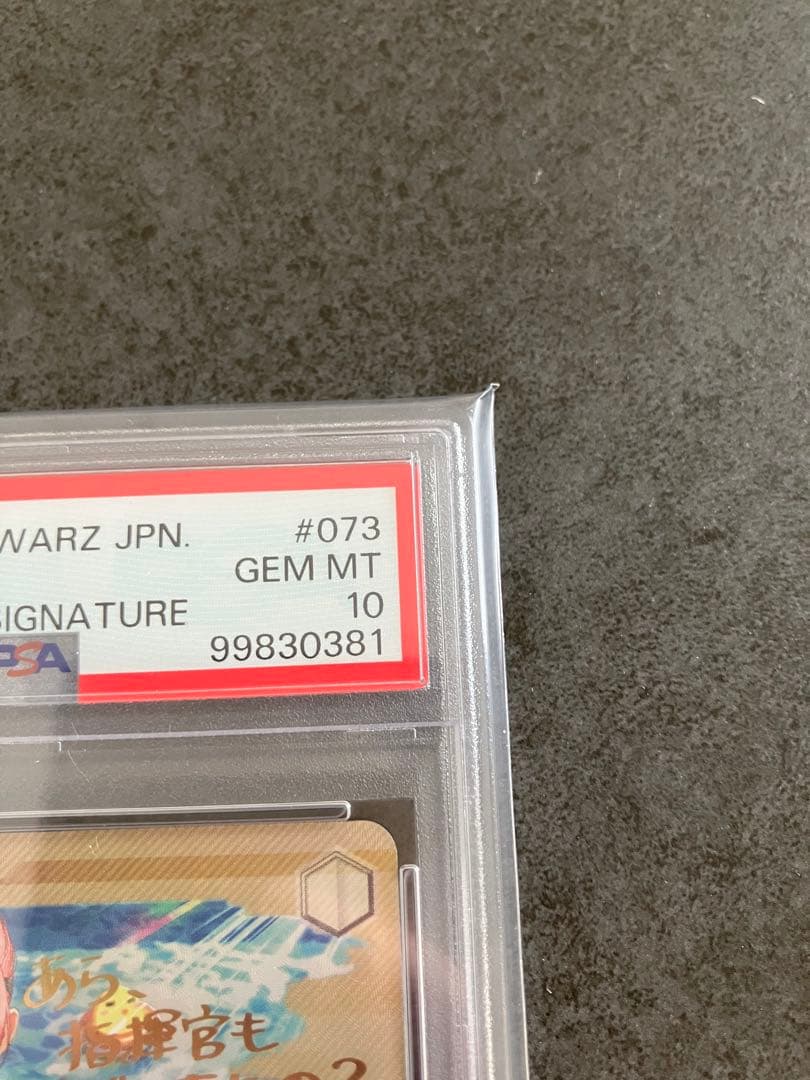 WARZ JPN. #073
GEM MT
SIGNATURE 10
PSA 99830381
あら、
指揮官も